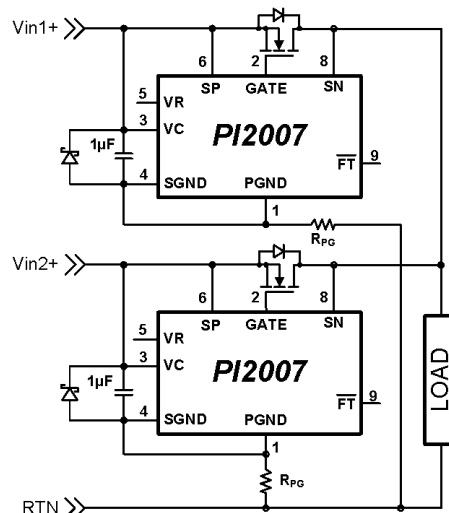 Vin1+
6 2 8
SP GATE SN
5 VR
3 VC
PI2007
1µF
FT 9
4 SGND PGND
1
RPG
Vin2+
6 2 8
SP GATE SN
5 VR
3 VC
PI2007
1µF
FT 9
4 SGND PGND
1
RPG
LOAD
RTN